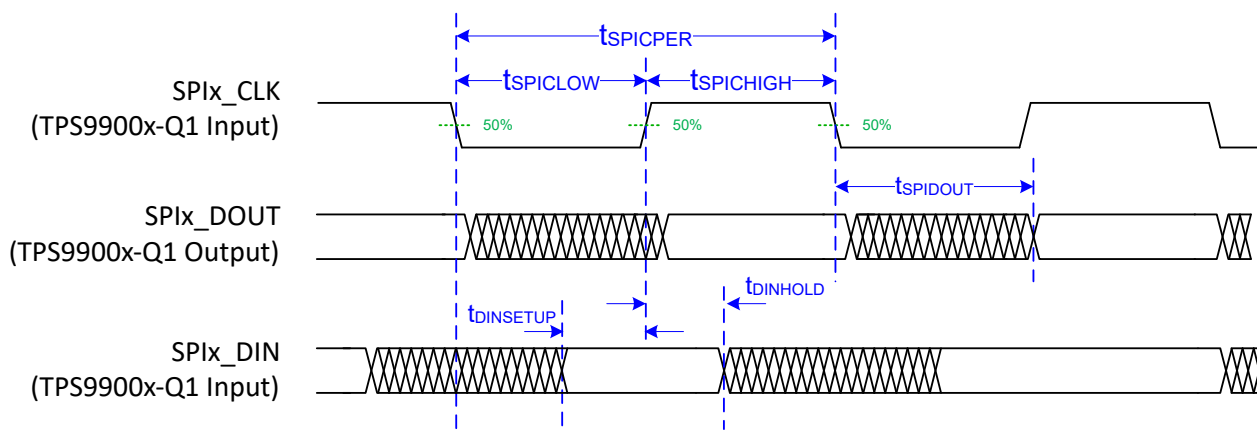 tSPICPER
tSPICLOW
tSPICHIGH
SPIx_CLK
(TPS9900x-Q1 Input)
50%
50%
50%
tSPIDOUT
SPIx_DOUT
(TPS9900x-Q1 Output)
tDINHOLD
tDINSETUP
SPIx_DIN
(TPS9900x-Q1 Input)